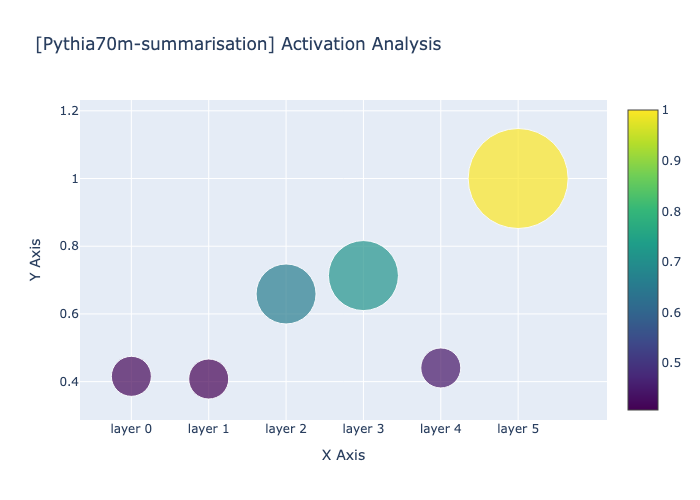 [Pythia70m-summarisation] Activation Analysis
1.2
1
0.8
0.6
0.4
Y Axis
layer 0
layer 1
layer 2
layer 3
layer 4
layer 5
X Axis
1
0.9
0.8
0.7
0.6
0.5